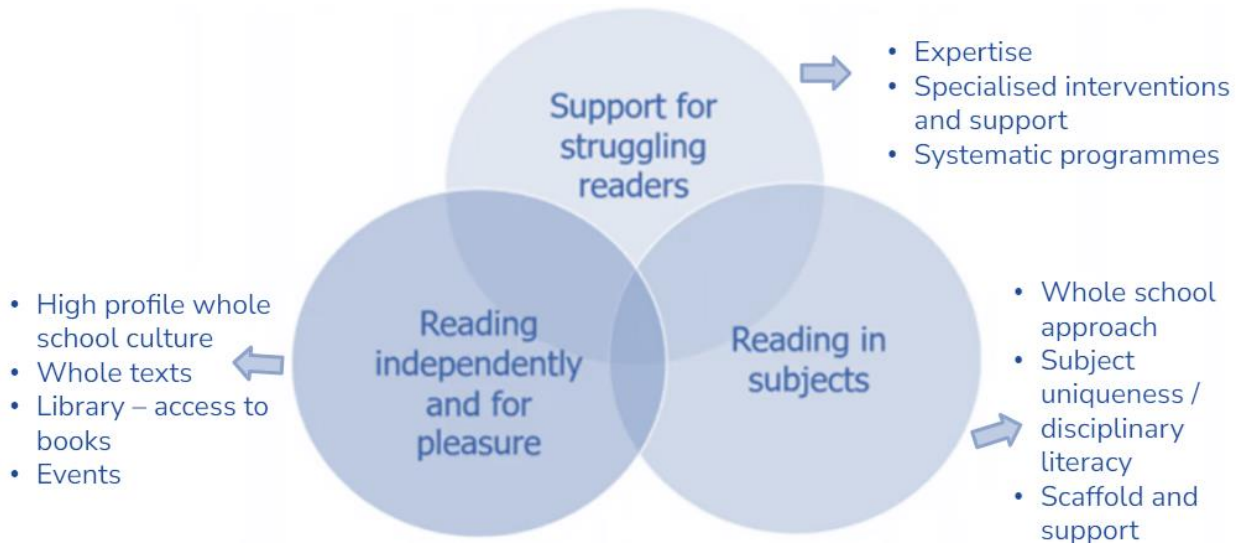 Support for
struggling
readers
• Expertise
• Specialised interventions
and support
• Systematic programmes
Reading
independently
and for
pleasure
• High profile whole
school culture
• Whole texts
• Library – access to
books
• Events
Reading in
subjects
• Whole school
approach
• Subject
uniqueness /
disciplinary
literacy
• Scaffold and
support